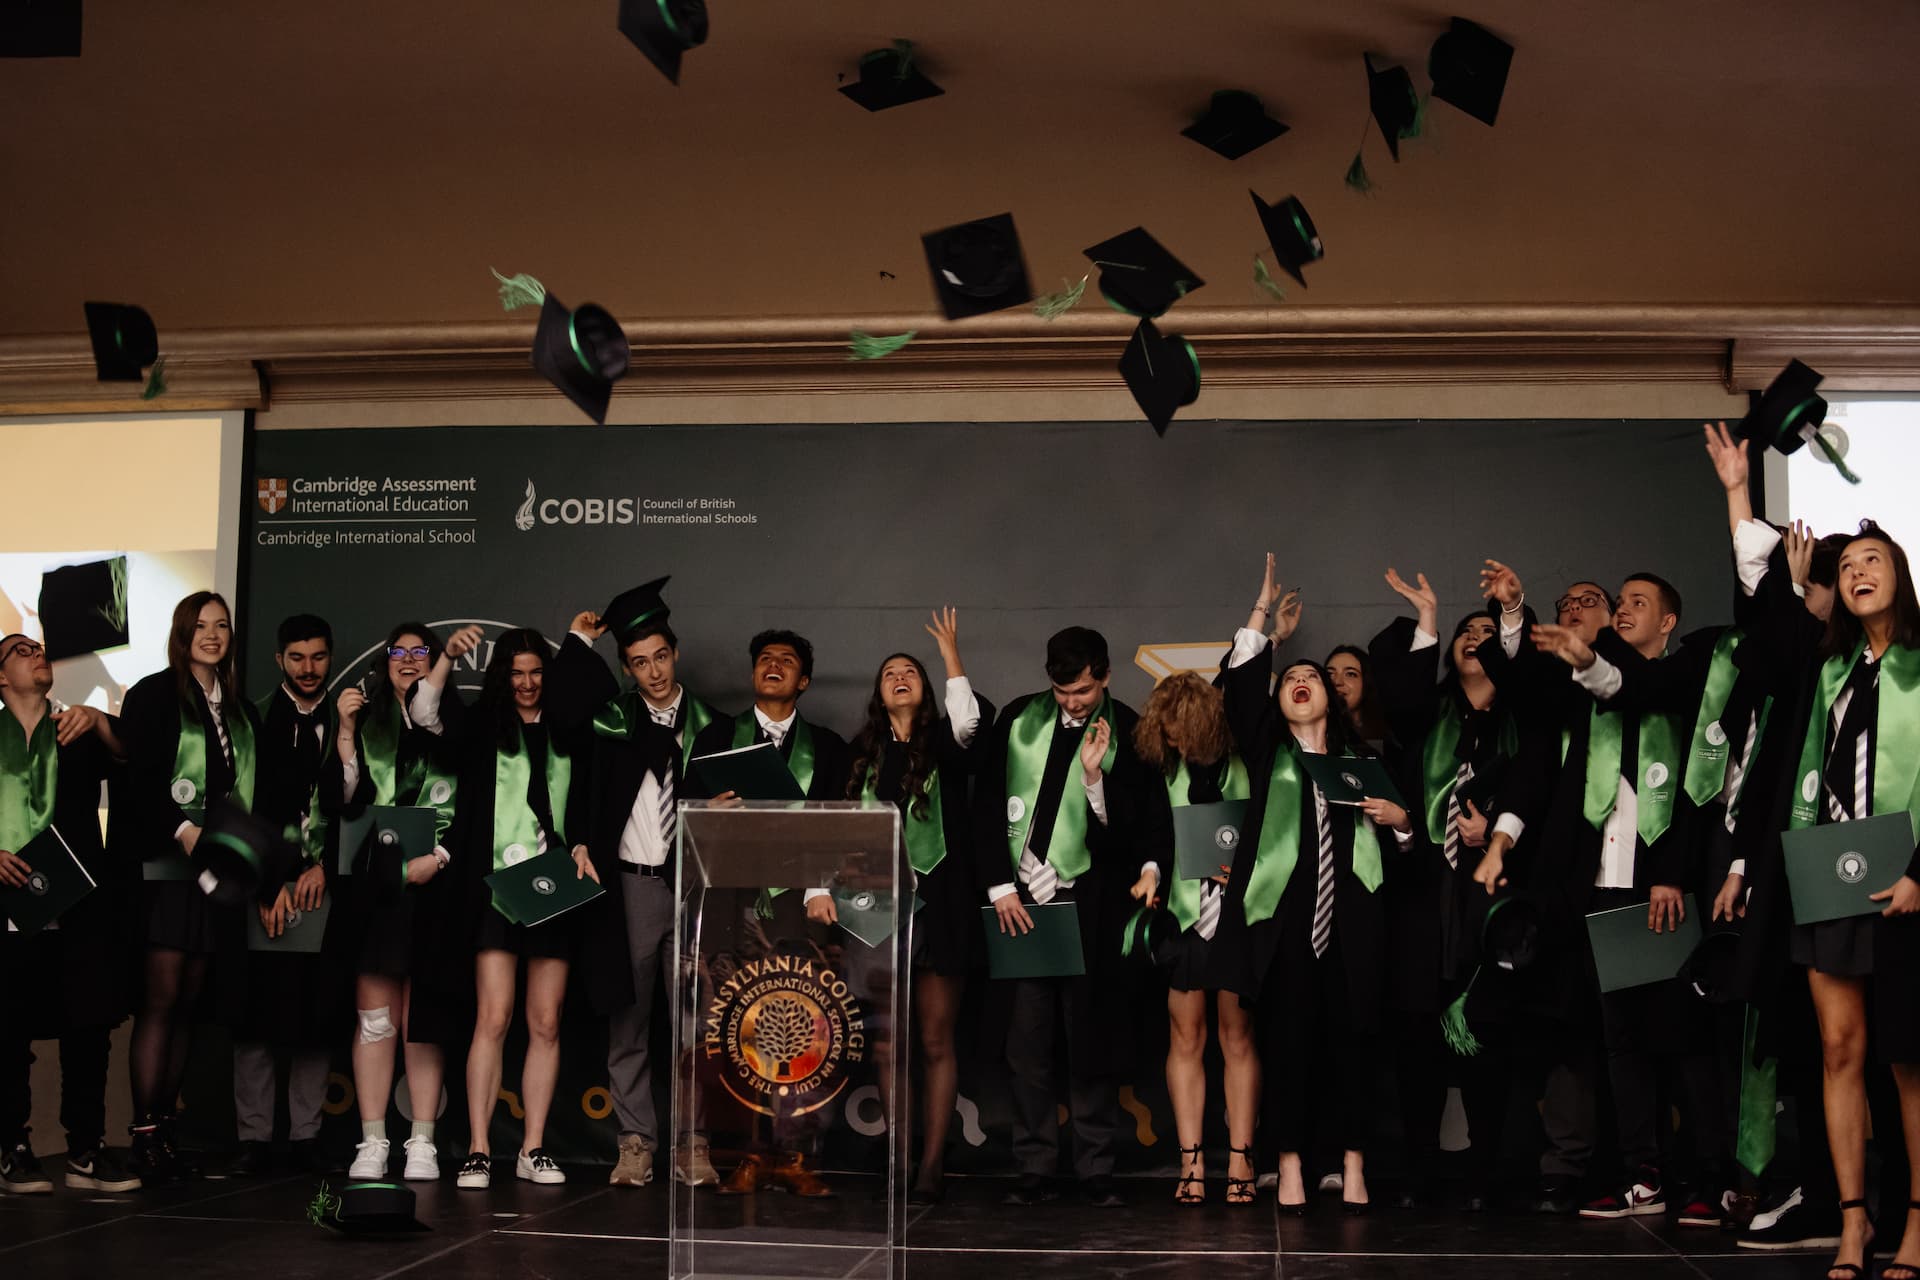 Cambridge Assessment
International Education
Cambridge International School
COBIS
Council of British
International Schools
TRANSYLVANIA COLLEGE
THE CAMBRIDGE INTERNATIONAL SCHOOL IN CLUJ